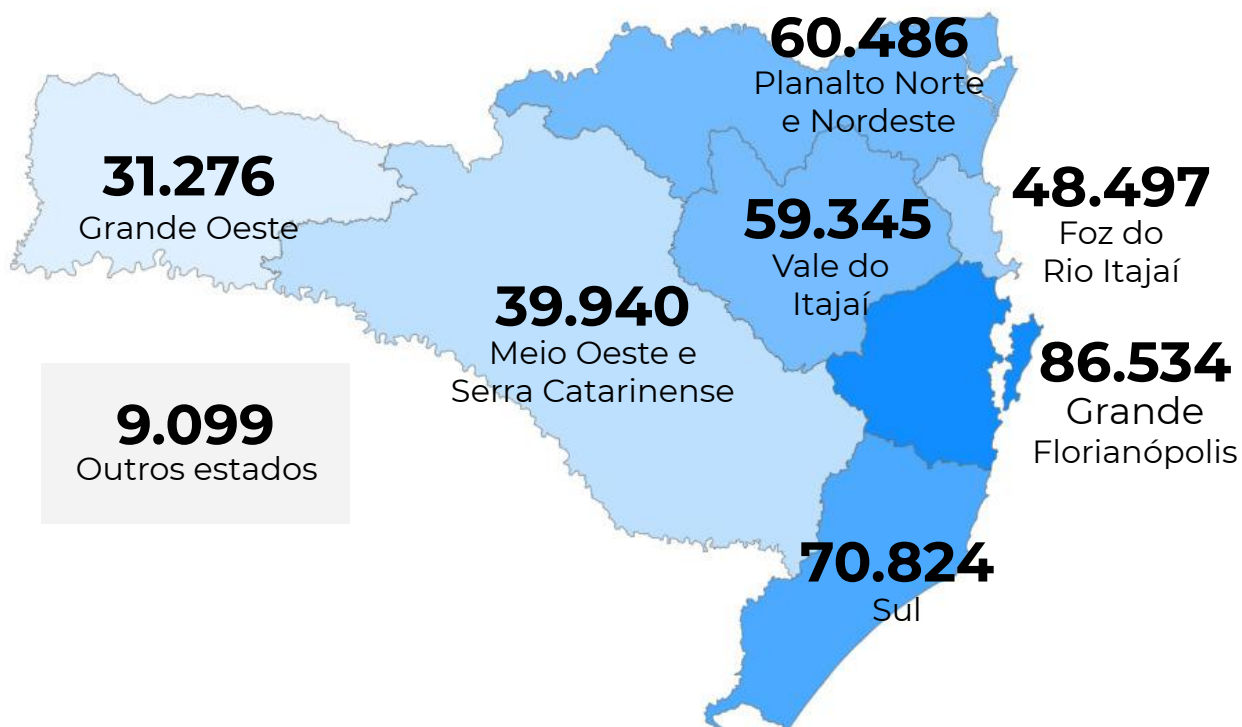 60.486
Planalto Norte
e Nordeste
31.276
Grande Oeste
48.497
Foz do
Rio Itajaí
59.345
Vale do
Itajaí
39.940
Meio Oeste e
Serra Catarinense
86.534
Grande
Florianópolis
9.099
Outros estados
70.824
Sul